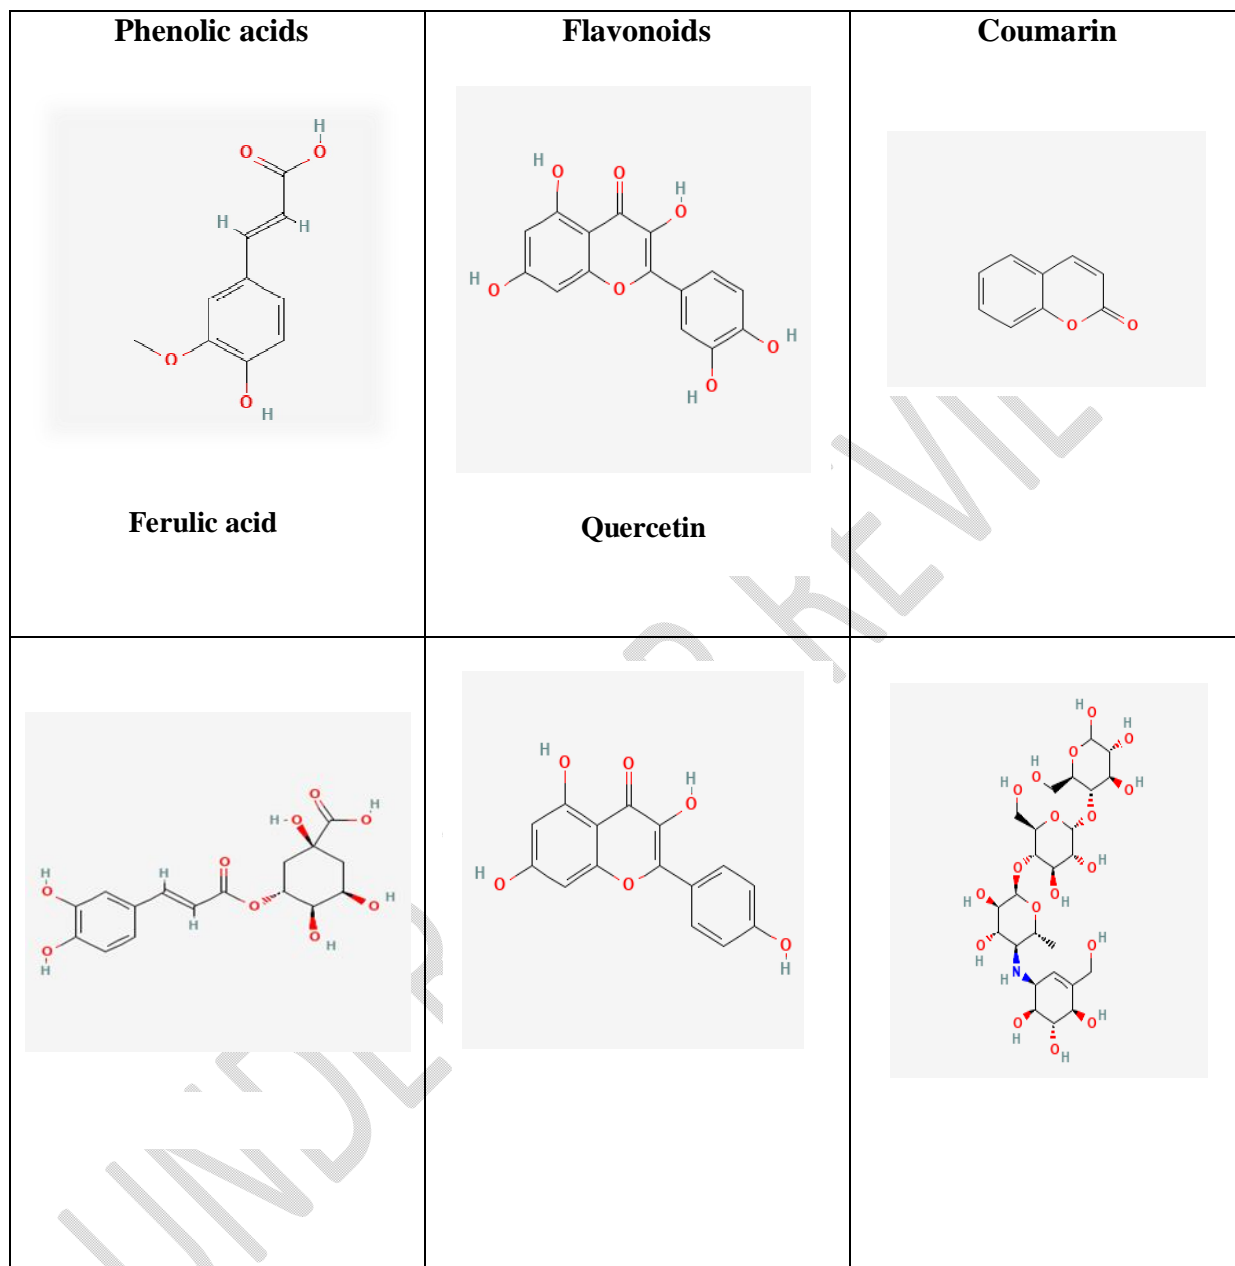 Phenolic acids
Flavonoids
Coumarin
Ferulic acid
Quercetin